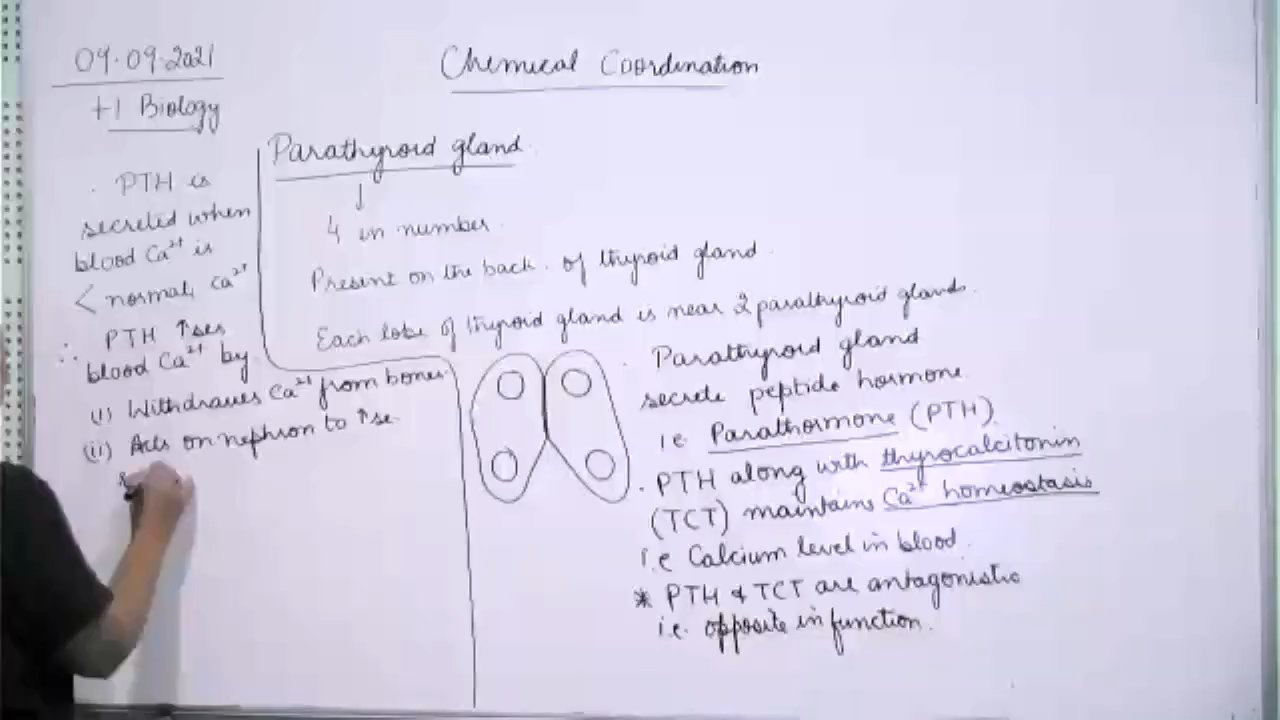 09.09.2021
Chemical Coordination
+1 Biology
Parathyroid gland
↓
4 in number
Present on the back of thyroid gland.
Each lobe of thyroid gland is near 2 parathyroid glands.
· PTH is
secreted when
blood Ca²⁺ is
< normal, Ca²⁺
∴ PTH ↑ses
blood Ca²⁺ by
(i) Withdraws Ca²⁺ from bones
(ii) Acts on nephron to ↑se
· Parathyroid gland
secrete peptide hormone
i.e. Parathormone (PTH).
· PTH along with thyrocalcitonin
(TCT) maintains Ca²⁺ homeostasis
i.e Calcium level in blood.
* PTH & TCT are antagonistic
i.e. opposite in function.